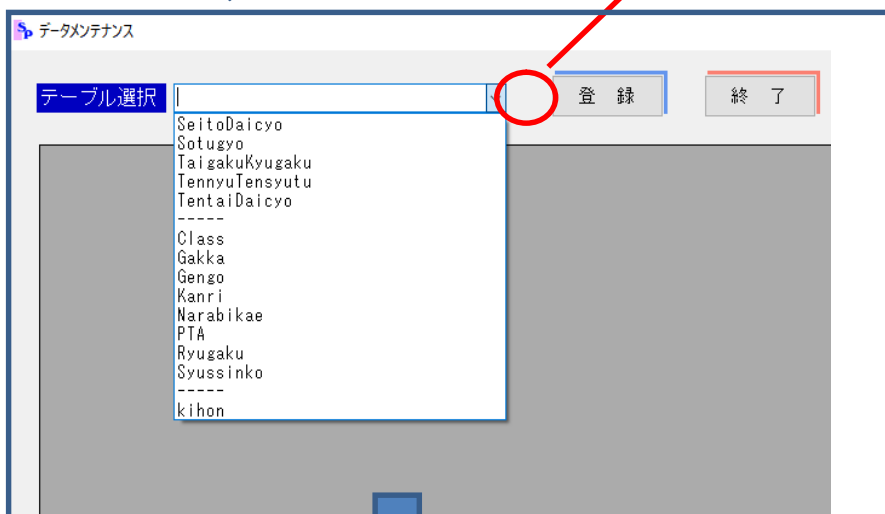 SP データメンテナンス
テーブル選択 登 録 終 了
SeitoDaicyo
Sotugyo
TaigakuKyugaku
TennyuTensyutu
TentaiDaicyo
-----
Class
Gakka
Gengo
Kanri
Narabikae
PTA
Ryugaku
Syussinko
-----
kihon